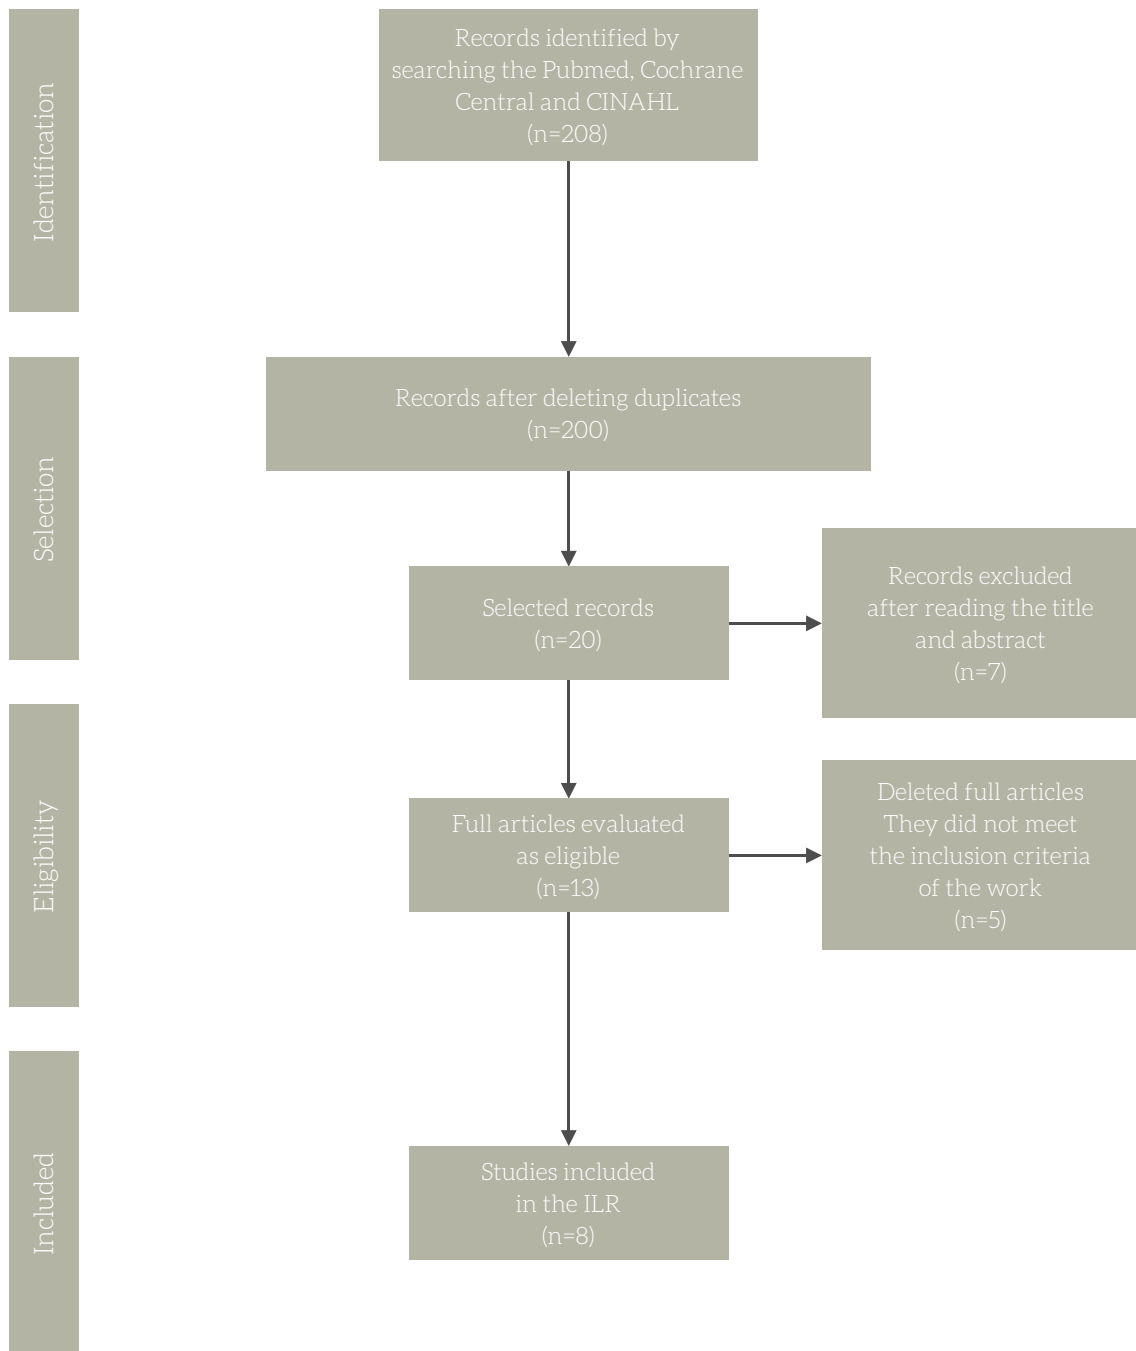 Identification
Records identified by
searching the Pubmed, Cochrane
Central and CINAHL
(n=208)
Selection
Records after deleting duplicates
(n=200)
Selected records
(n=20)
Records excluded
after reading the title
and abstract
(n=7)
Eligibility
Full articles evaluated
as eligible
(n=13)
Deleted full articles
They did not meet
the inclusion criteria
of the work
(n=5)
Included
Studies included
in the ILR
(n=8)